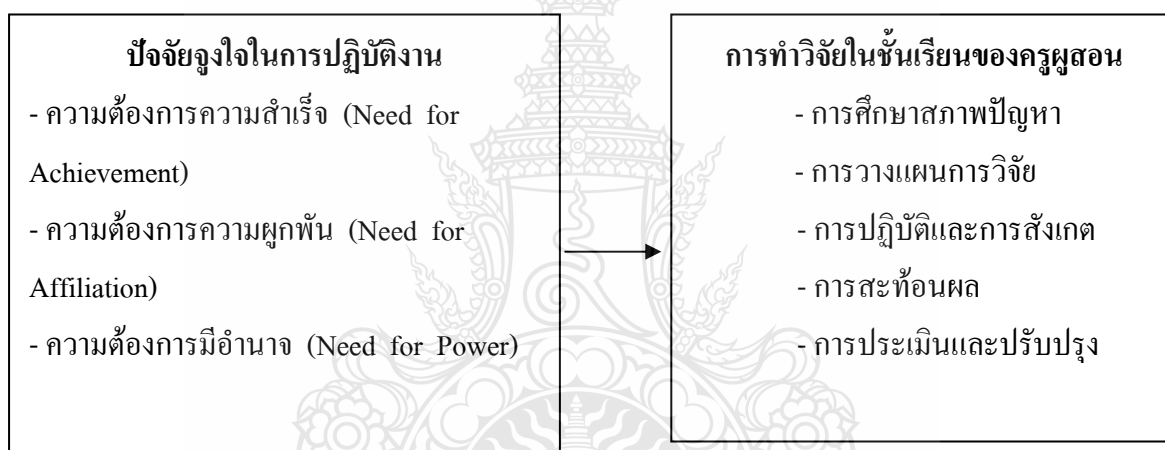 ปัจจัยจูงใจในการปฏิบัติงาน
- ความต้องการความสำเร็จ (Need for
Achievement)
- ความต้องการความผูกพัน (Need for
Affiliation)
- ความต้องการมีอำนาจ (Need for Power)
การทำวิจัยในชั้นเรียนของครูผู้สอน
- การศึกษาสภาพปัญหา
- การวางแผนการวิจัย
- การปฏิบัติและการสังเกต
- การสะท้อนผล
- การประเมินและปรับปรุง